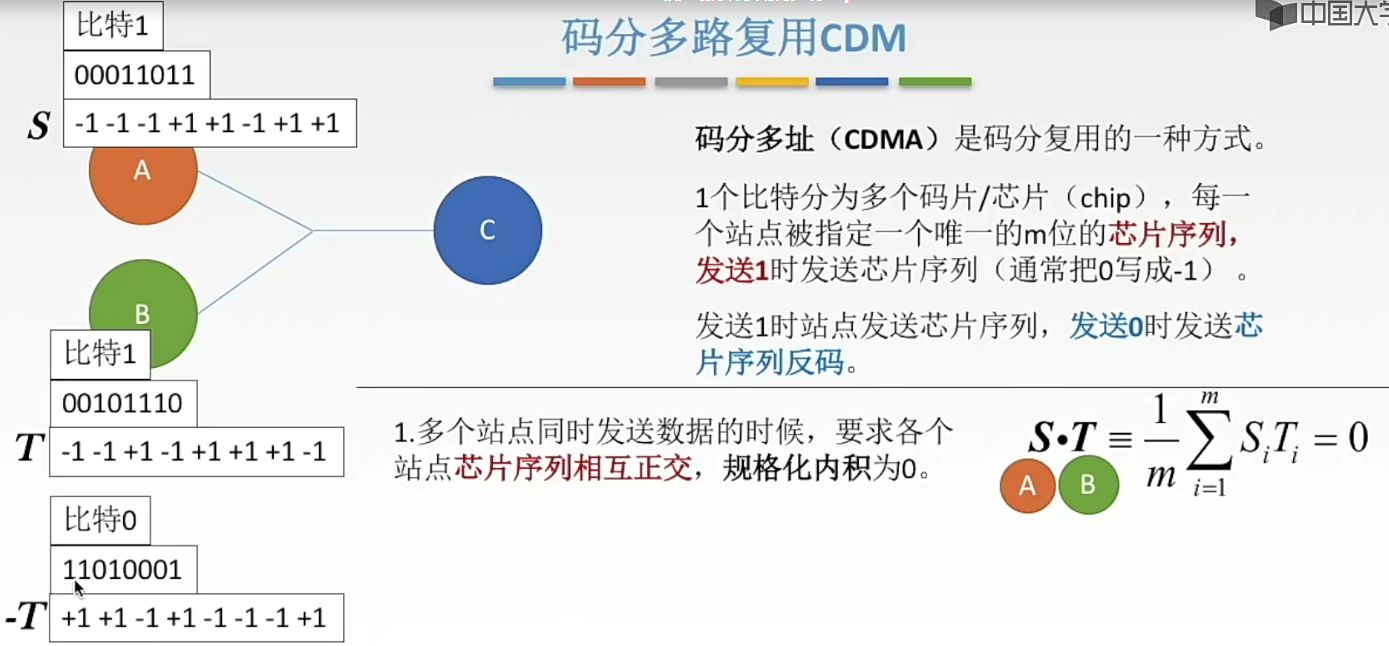 比特1
00011011
S
-1 -1 -1 +1 +1 -1 +1 +1
A
C
B
比特1
00101110
T
-1 -1 +1 -1 +1 +1 +1 -1
比特0
11010001
-T
+1 +1 -1 +1 -1 -1 -1 +1
中国大学
码分多路复用CDM
码分多址（CDMA）是码分复用的一种方式。
1个比特分为多个码片/芯片（chip），每一
个站点被指定一个唯一的m位的芯片序列，
发送1时发送芯片序列（通常把0写成-1） 。
发送1时站点发送芯片序列，发送0时发送芯
片序列反码。
1.多个站点同时发送数据的时候，要求各个
站点芯片序列相互正交，规格化内积为0。
S•T ≡ 1/m ∑ i=1 m SiTi = 0
A
B